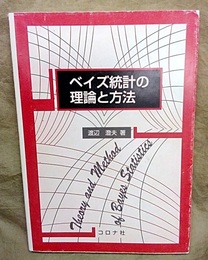 ベイズ統計の
理論と方法
渡辺 澄夫 著
Theory and Method
of Bayes Statistics
コロナ社